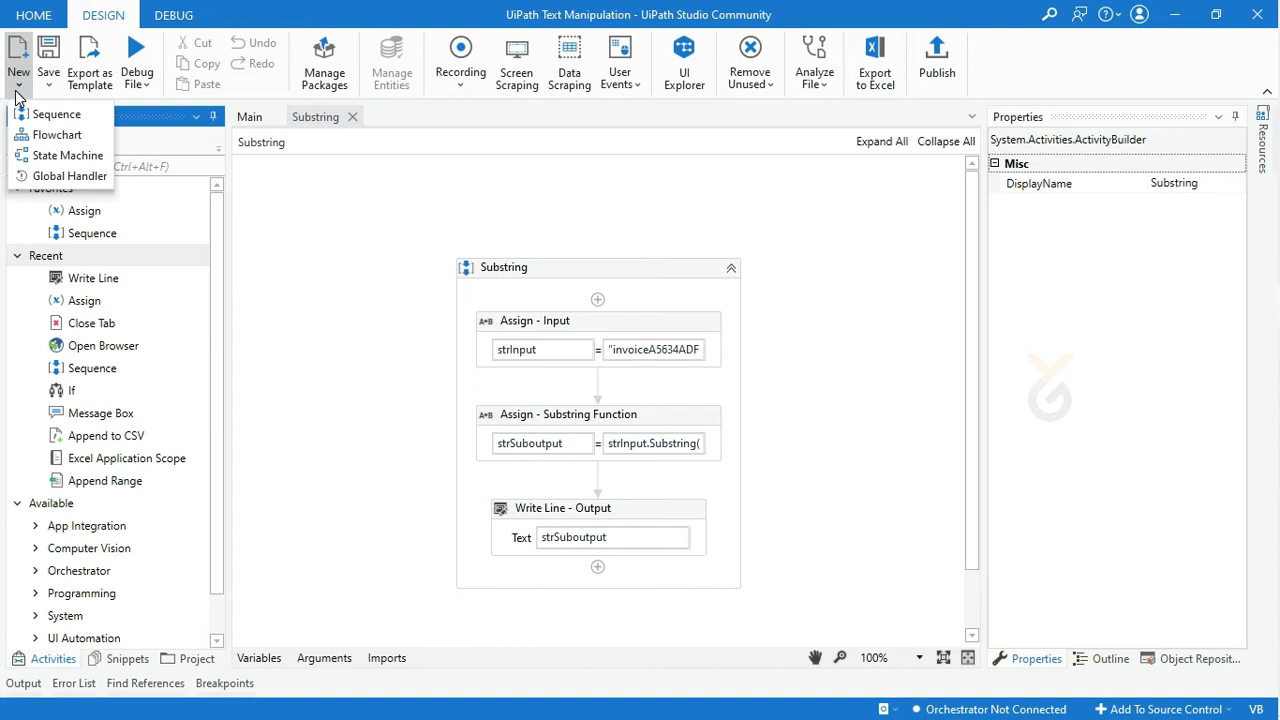 HOME
DESIGN
DEBUG
UiPath Text Manipulation - UiPath Studio Community
New
Save
Export as Template
Debug File
Cut
Copy
Paste
Undo
Redo
Manage Packages
Manage Entities
Recording
Screen Scraping
Data Scraping
User Events
UI Explorer
Remove Unused
Analyze File
Export to Excel
Publish
Sequence
Flowchart
State Machine
Global Handler
Ctrl+Alt+F)
Favorites
Assign
Sequence
Recent
Write Line
Assign
Close Tab
Open Browser
Sequence
If
Message Box
Append to CSV
Excel Application Scope
Append Range
Available
App Integration
Computer Vision
Orchestrator
Programming
System
UI Automation
Activities
Snippets
Project
Main
Substring
Substring
Expand All
Collapse All
Substring
A*B Assign - Input
strInput = "invoiceA5634ADF
A*B Assign - Substring Function
strSuboutput = strInput.Substring(
Write Line - Output
Text strSuboutput
Variables
Arguments
Imports
100%
Properties
System.Activities.ActivityBuilder
Misc
DisplayName Substring
Resources
Properties
Outline
Object Reposit...
Output
Error List
Find References
Breakpoints
Orchestrator Not Connected
Add To Source Control
VB